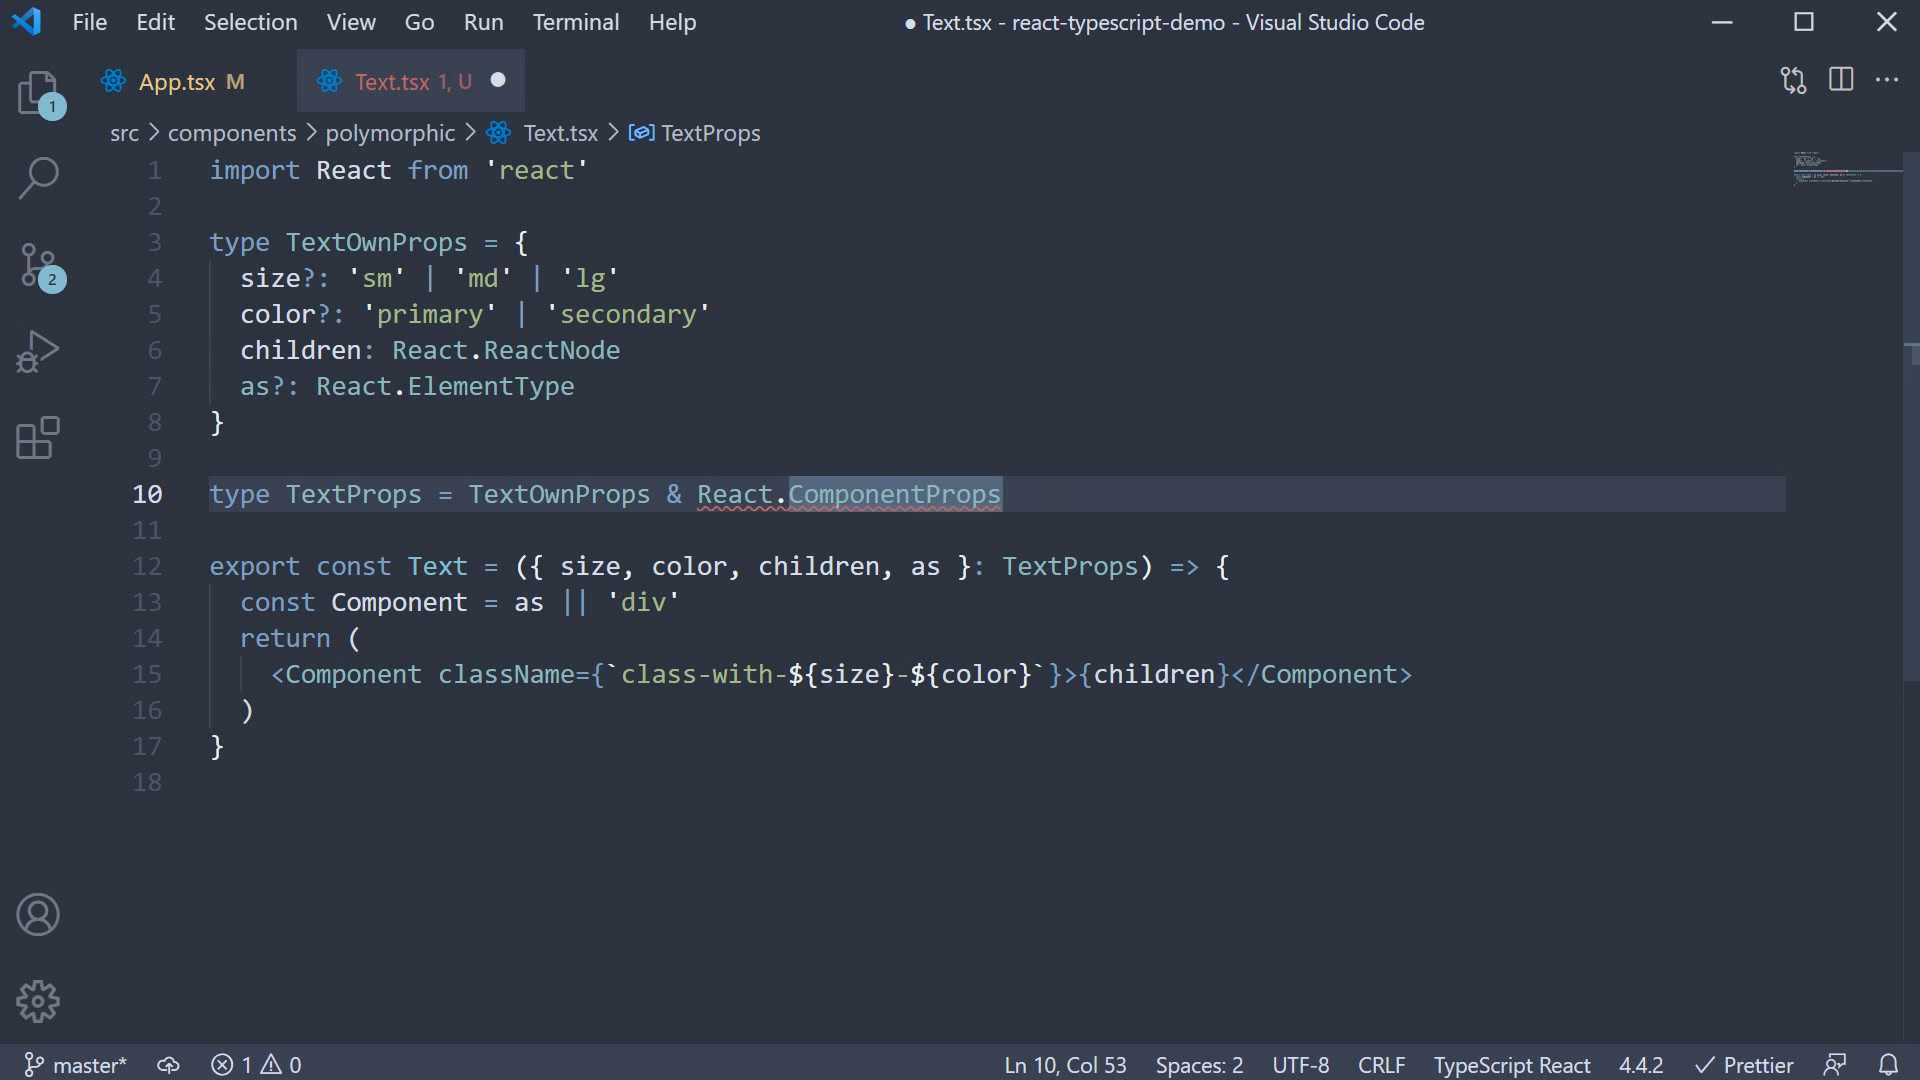 File Edit Selection View Go Run Terminal Help ● Text.tsx - react-typescript-demo - Visual Studio Code
App.tsx M Text.tsx 1, U
src > components > polymorphic > Text.tsx > TextProps
1
2
1 import React from 'react'
2
3 type TextOwnProps = {
4 size?: 'sm' | 'md' | 'lg'
5 color?: 'primary' | 'secondary'
6 children: React.ReactNode
7 as?: React.ElementType
8 }
9
10 type TextProps = TextOwnProps & React.ComponentProps
11
12 export const Text = ({ size, color, children, as }: TextProps) => {
13 const Component = as || 'div'
14 return (
15 <Component className={`class-with-${size}-${color}`}>{children}</Component>
16 )
17 }
18
master* 1 0 Ln 10, Col 53 Spaces: 2 UTF-8 CRLF TypeScript React 4.4.2 Prettier